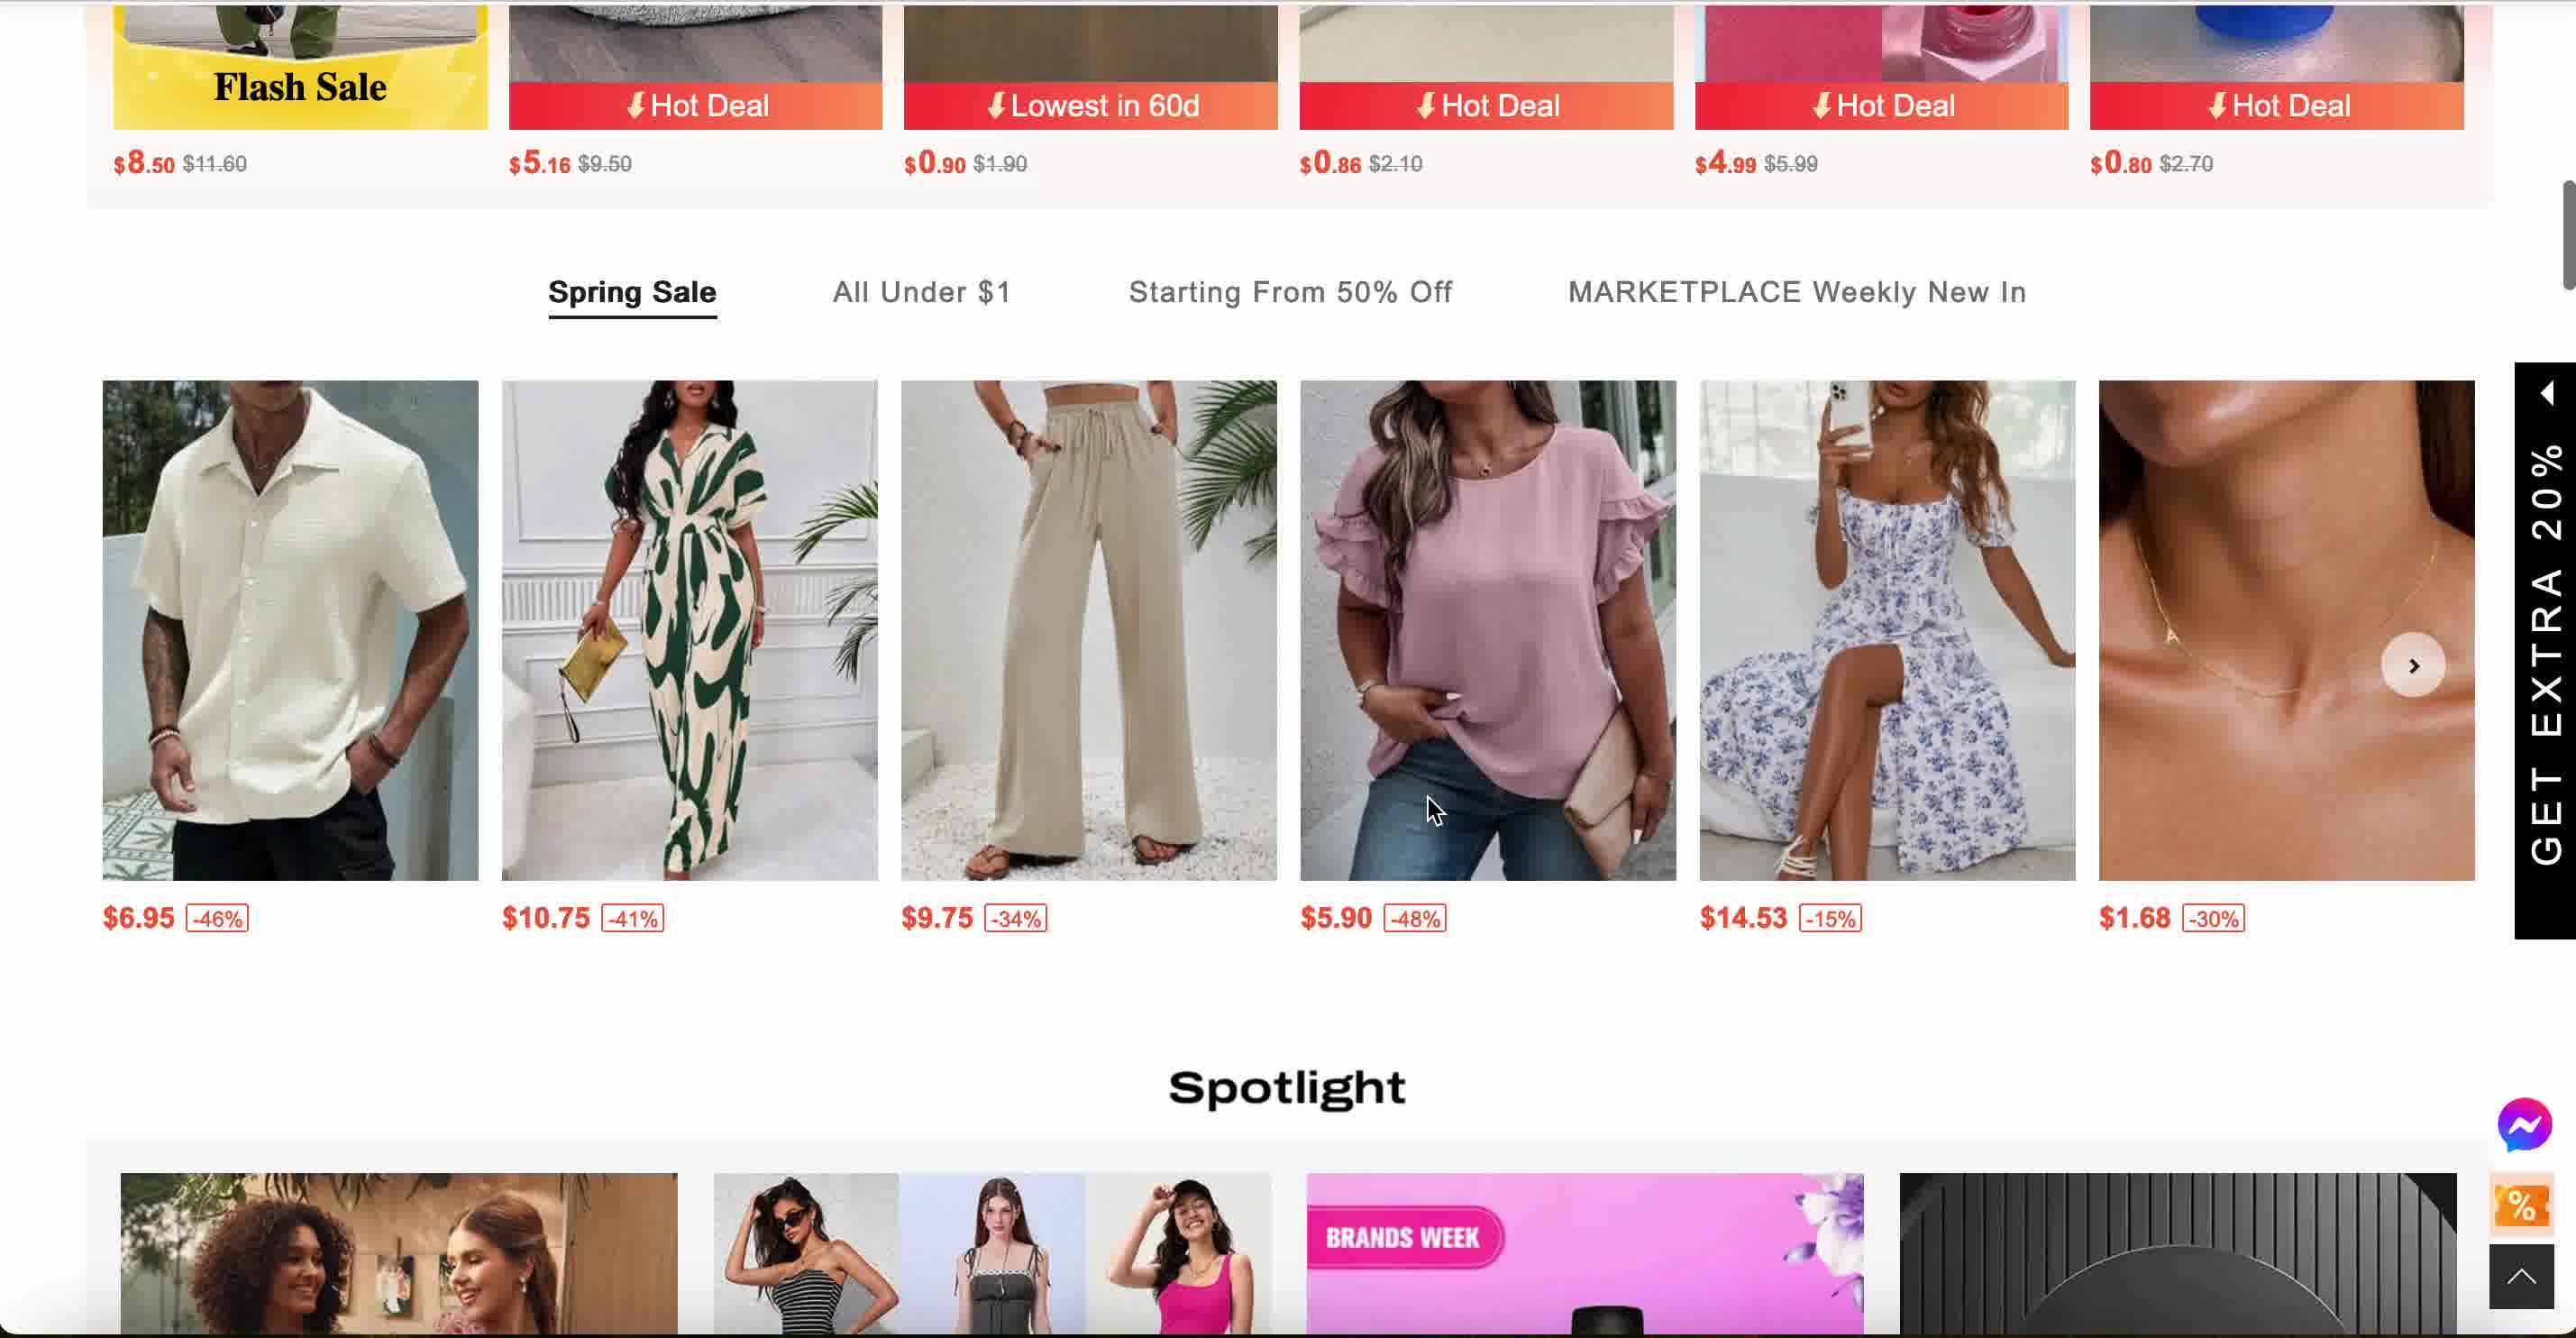 Flash Sale
Hot Deal
Lowest in 60d
Hot Deal
Hot Deal
Hot Deal
$8.50 $11.60
$5.16 $9.50
$0.90 $1.90
$0.86 $2.10
$4.99 $5.99
$0.80 $2.70
Spring Sale
All Under $1
Starting From 50% Off
MARKETPLACE Weekly New In
A
$6.95 -46%
$10.75 -41%
$9.75 -34%
$5.90 -48%
$14.53 -15%
$1.68 -30%
GET EXTRA 20%
Spotlight
BRANDS WEEK
%